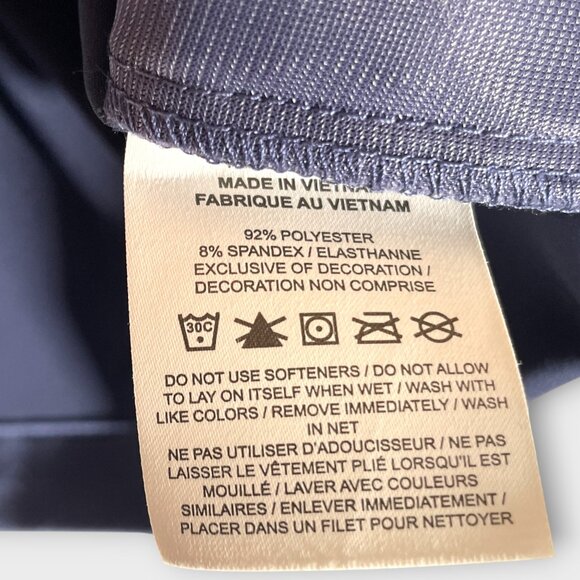 MADE IN VIETNAM
FABRIQUE AU VIETNAM
92% POLYESTER
8% SPANDEX / ELASTHANNE
EXCLUSIVE OF DECORATION /
DECORATION NON COMPRISE
30C
DO NOT USE SOFTENERS / DO NOT ALLOW
TO LAY ON ITSELF WHEN WET / WASH WITH
LIKE COLORS / REMOVE IMMEDIATELY / WASH
IN NET
NE PAS UTILISER D'ADOUCISSEUR / NE PAS
LAISSER LE VÊTEMENT PLIÉ LORSQU'IL EST
MOUILLÉ / LAVER AVEC COULEURS
SIMILAIRES / ENLEVER IMMÉDIATEMENT /
PLACER DANS UN FILET POUR NETTOYER